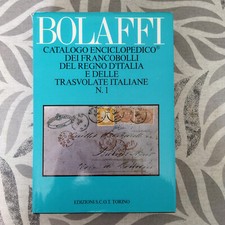 BOLAFFI
CATALOGO ENCICLOPEDICO®
DEI FRANCOBOLLI
DEL REGNO D'ITALIA
E DELLE
TRASVOLATE ITALIANE
N. 1
EDIZIONI S.C.O.T. TORINO